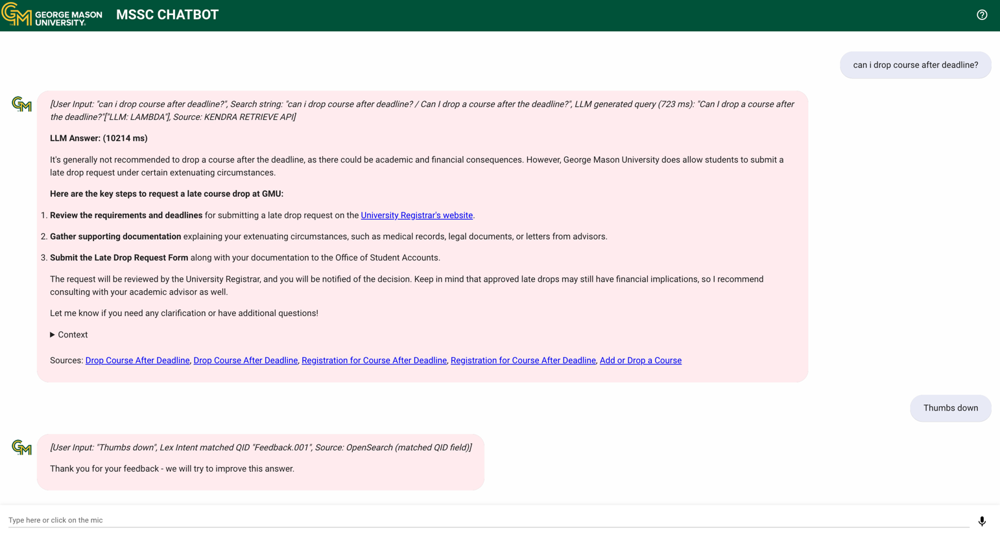 GEORGE MASON
UNIVERSITY.
MSSC CHATBOT
can i drop course after deadline?
[User Input: "can i drop course after deadline?", Search string: "can i drop course after deadline? / Can I drop a course after the deadline?", LLM generated query (723 ms): "Can I drop a course after
the deadline?"["LLM: LAMBDA"], Source: KENDRA RETRIEVE API]
LLM Answer: (10214 ms)
It's generally not recommended to drop a course after the deadline, as there could be academic and financial consequences. However, George Mason University does allow students to submit a
late drop request under certain extenuating circumstances.
Here are the key steps to request a late course drop at GMU:
1. Review the requirements and deadlines for submitting a late drop request on the University Registrar's website.
2. Gather supporting documentation explaining your extenuating circumstances, such as medical records, legal documents, or letters from advisors.
3. Submit the Late Drop Request Form along with your documentation to the Office of Student Accounts.
The request will be reviewed by the University Registrar, and you will be notified of the decision. Keep in mind that approved late drops may still have financial implications, so I recommend
consulting with your academic advisor as well.
Let me know if you need any clarification or have additional questions!
▶ Context
Sources: Drop Course After Deadline, Drop Course After Deadline, Registration for Course After Deadline, Registration for Course After Deadline, Add or Drop a Course
Thumbs down
[User Input: "Thumbs down", Lex Intent matched QID "Feedback.001", Source: OpenSearch (matched QID field)]
Thank you for your feedback - we will try to improve this answer.
Type here or click on the mic